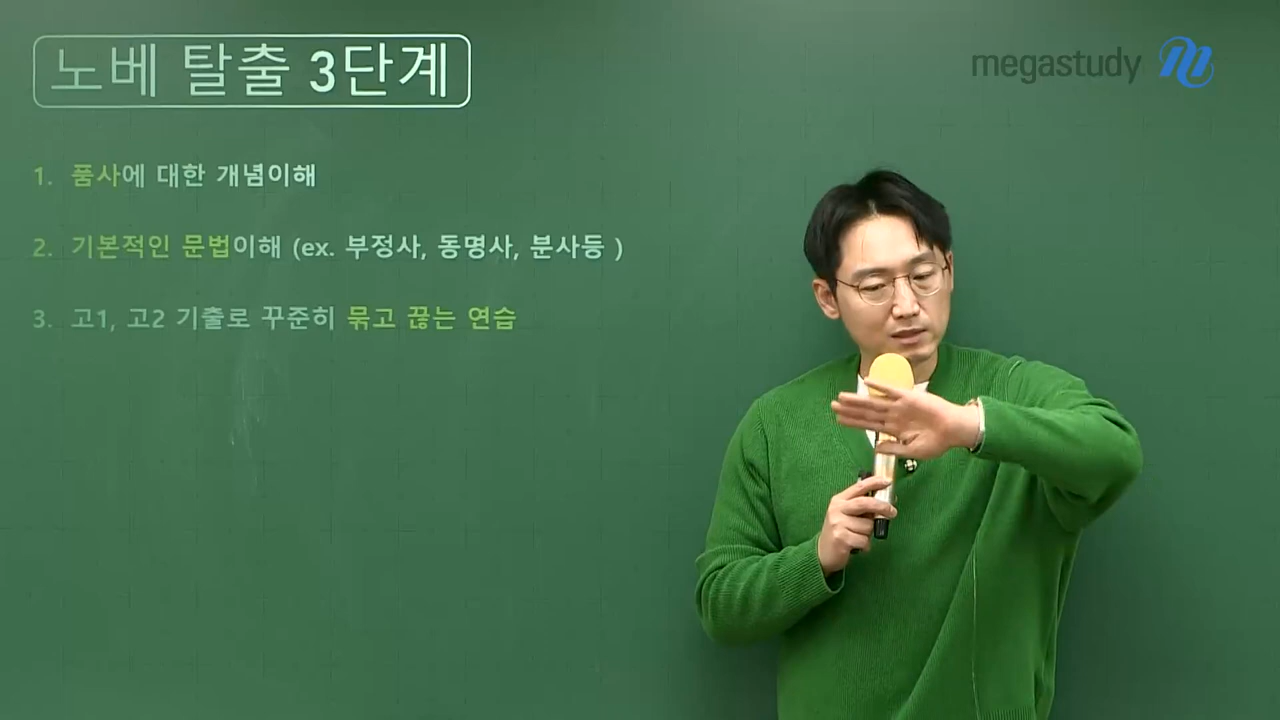 노베 탈출 3단계
megastudy
1. 품사에 대한 개념이해
2. 기본적인 문법이해 (ex. 부정사, 동명사, 분사등 )
3. 고1, 고2 기출로 꾸준히 묶고 끊는 연습